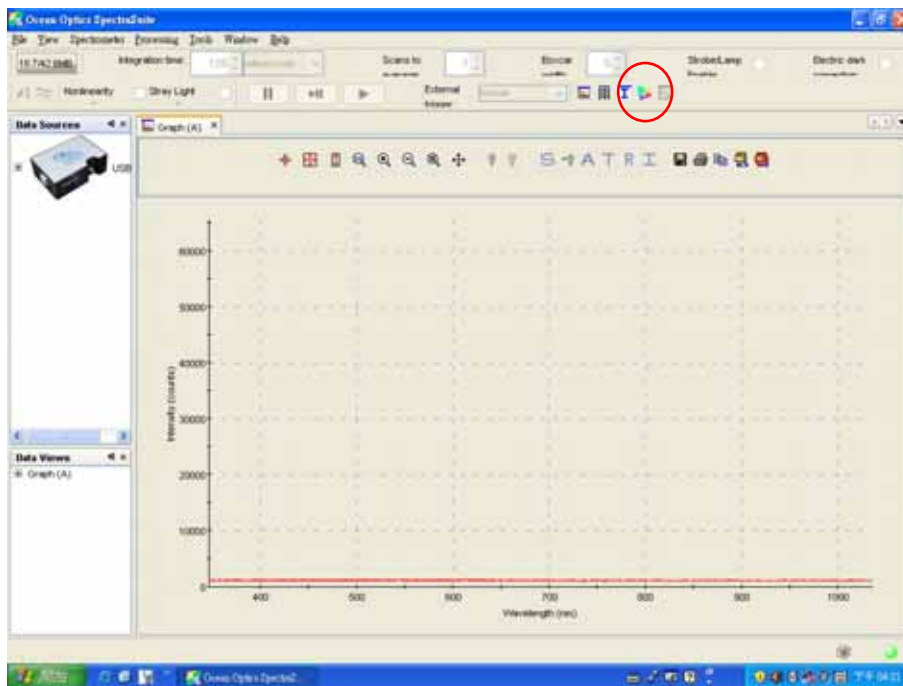 Ocean Optics SpectraSuite
File View Spectrometer Processing Tools Window Help
Integration time
Scans to
Boxcar
Strobe/Lamp
Electric dark
Nonlinearity
Stray Light
External
Data Sources
Graph (A)
USB
S A T R I
60000
50000
40000
30000
20000
10000
0
Intensity (counts)
400 500 600 700 800 900 1000
Wavelength (nm)
Data Views
Graph (A)
Ocean Optics Spectra...